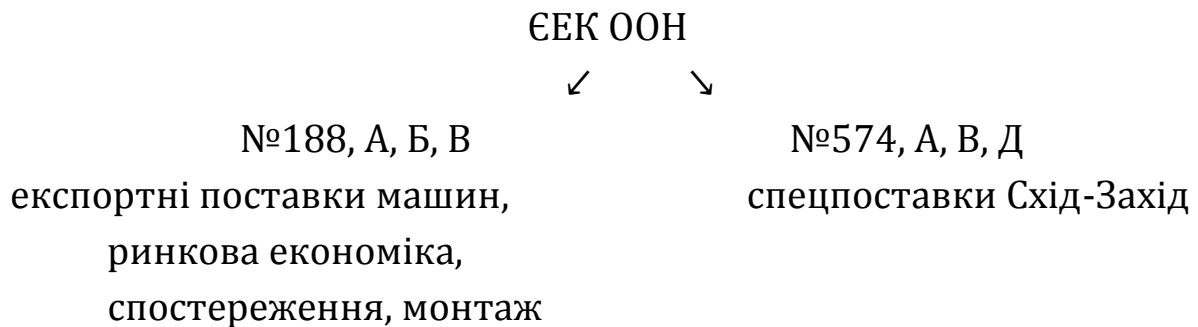 ЄЕК ООН
↙ ↘
№188, А, Б, В №574, А, В, Д
експортні поставки машин, спецпоставки Схід-Захід
ринкова економіка,
спостереження, монтаж